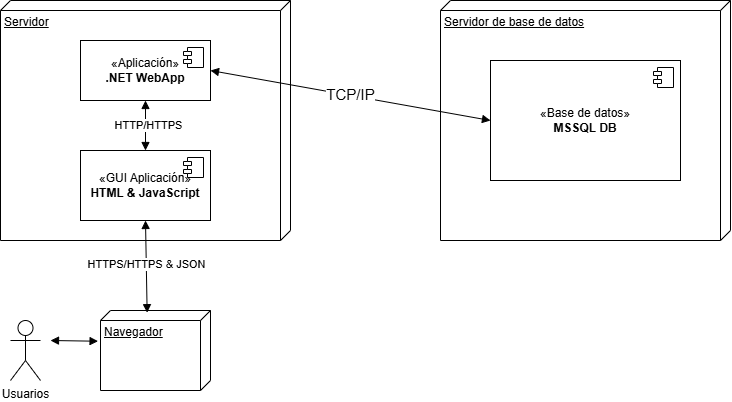 Servidor
«Aplicación»
.NET WebApp
HTTP/HTTPS
«GUI Aplicación»
HTML & JavaScript
HTTPS/HTTPS & JSON
TCP/IP
Servidor de base de datos
«Base de datos»
MSSQL DB
Navegador
Usuarios